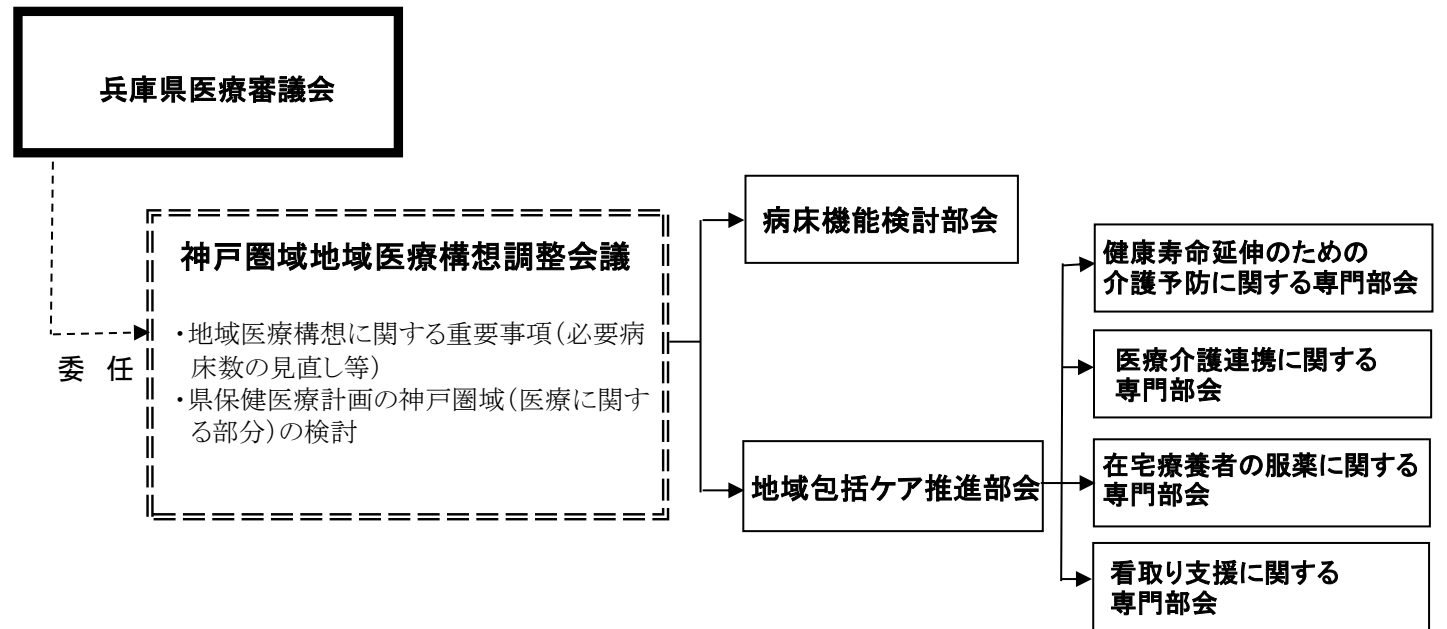 兵庫県医療審議会
委 任
神戸圏域地域医療構想調整会議
・地域医療構想に関する重要事項(必要病
床数の見直し等)
・県保健医療計画の神戸圏域(医療に関す
る部分)の検討
病床機能検討部会
地域包括ケア推進部会
健康寿命延伸のための
介護予防に関する専門部会
医療介護連携に関する
専門部会
在宅療養者の服薬に関する
専門部会
看取り支援に関する
専門部会